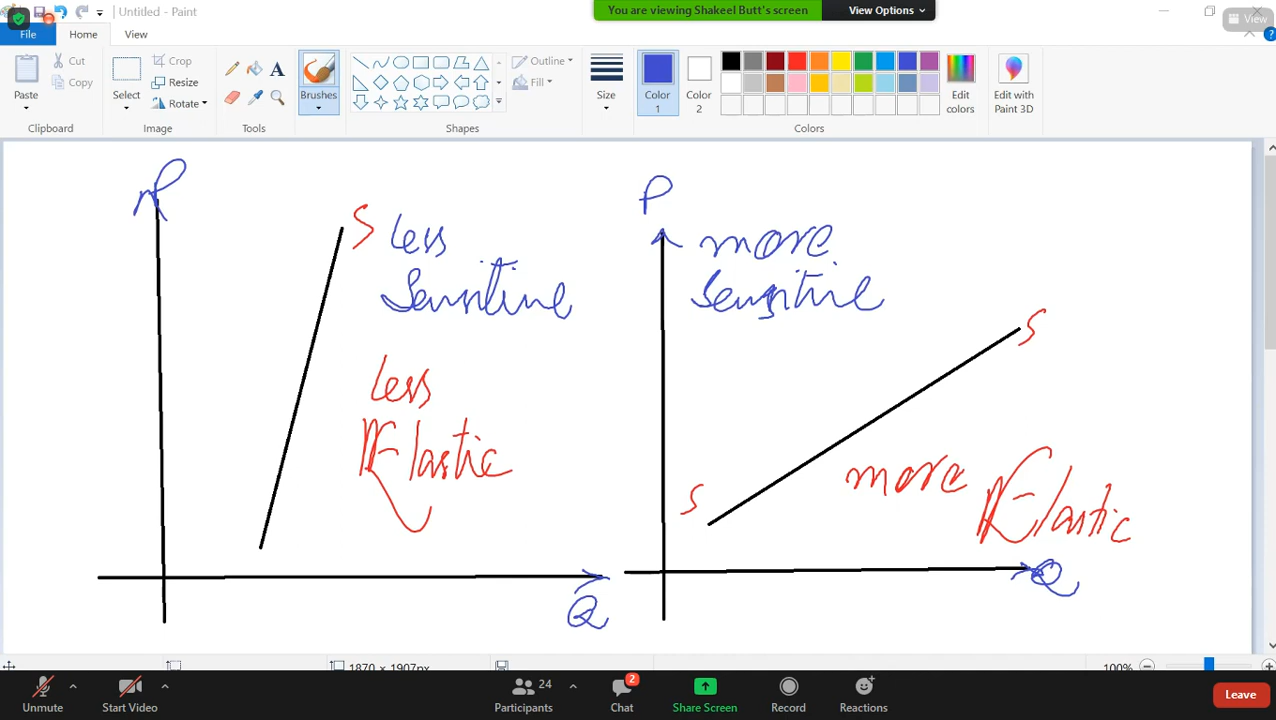 Untitled - Paint
You are viewing Shakeel Butt's screen
View Options
View
File
Home
View
Paste
Cut
Copy
Clipboard
Select
Crop
Resize
Rotate
Image
Tools
Brushes
Shapes
Outline
Fill
Size
Color 1
Color 2
Edit colors
Edit with Paint 3D
Colors
P
S
less
Sensitive
less
Elastic
Q
P
more
Sensitive
S
S
more Elastic
Q
1870 × 1907px
100%
Unmute
Start Video
24
Participants
2
Chat
Share Screen
Record
Reactions
Leave